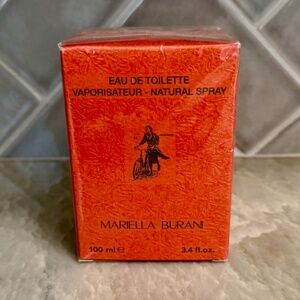 EAU DE TOILETTE
VAPORISATEUR - NATURAL SPRAY
MARIELLA BURANI
100 ml ℮ 3.4 fl.oz.